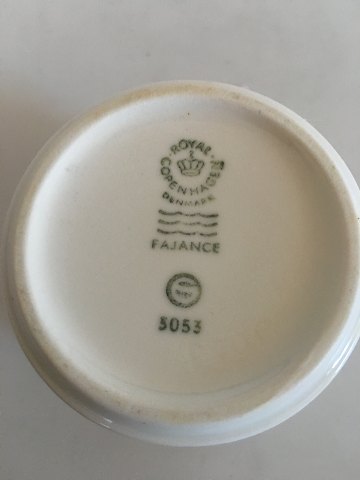 ROYAL
COPENHAGEN
DENMARK
FAJANCE
3053